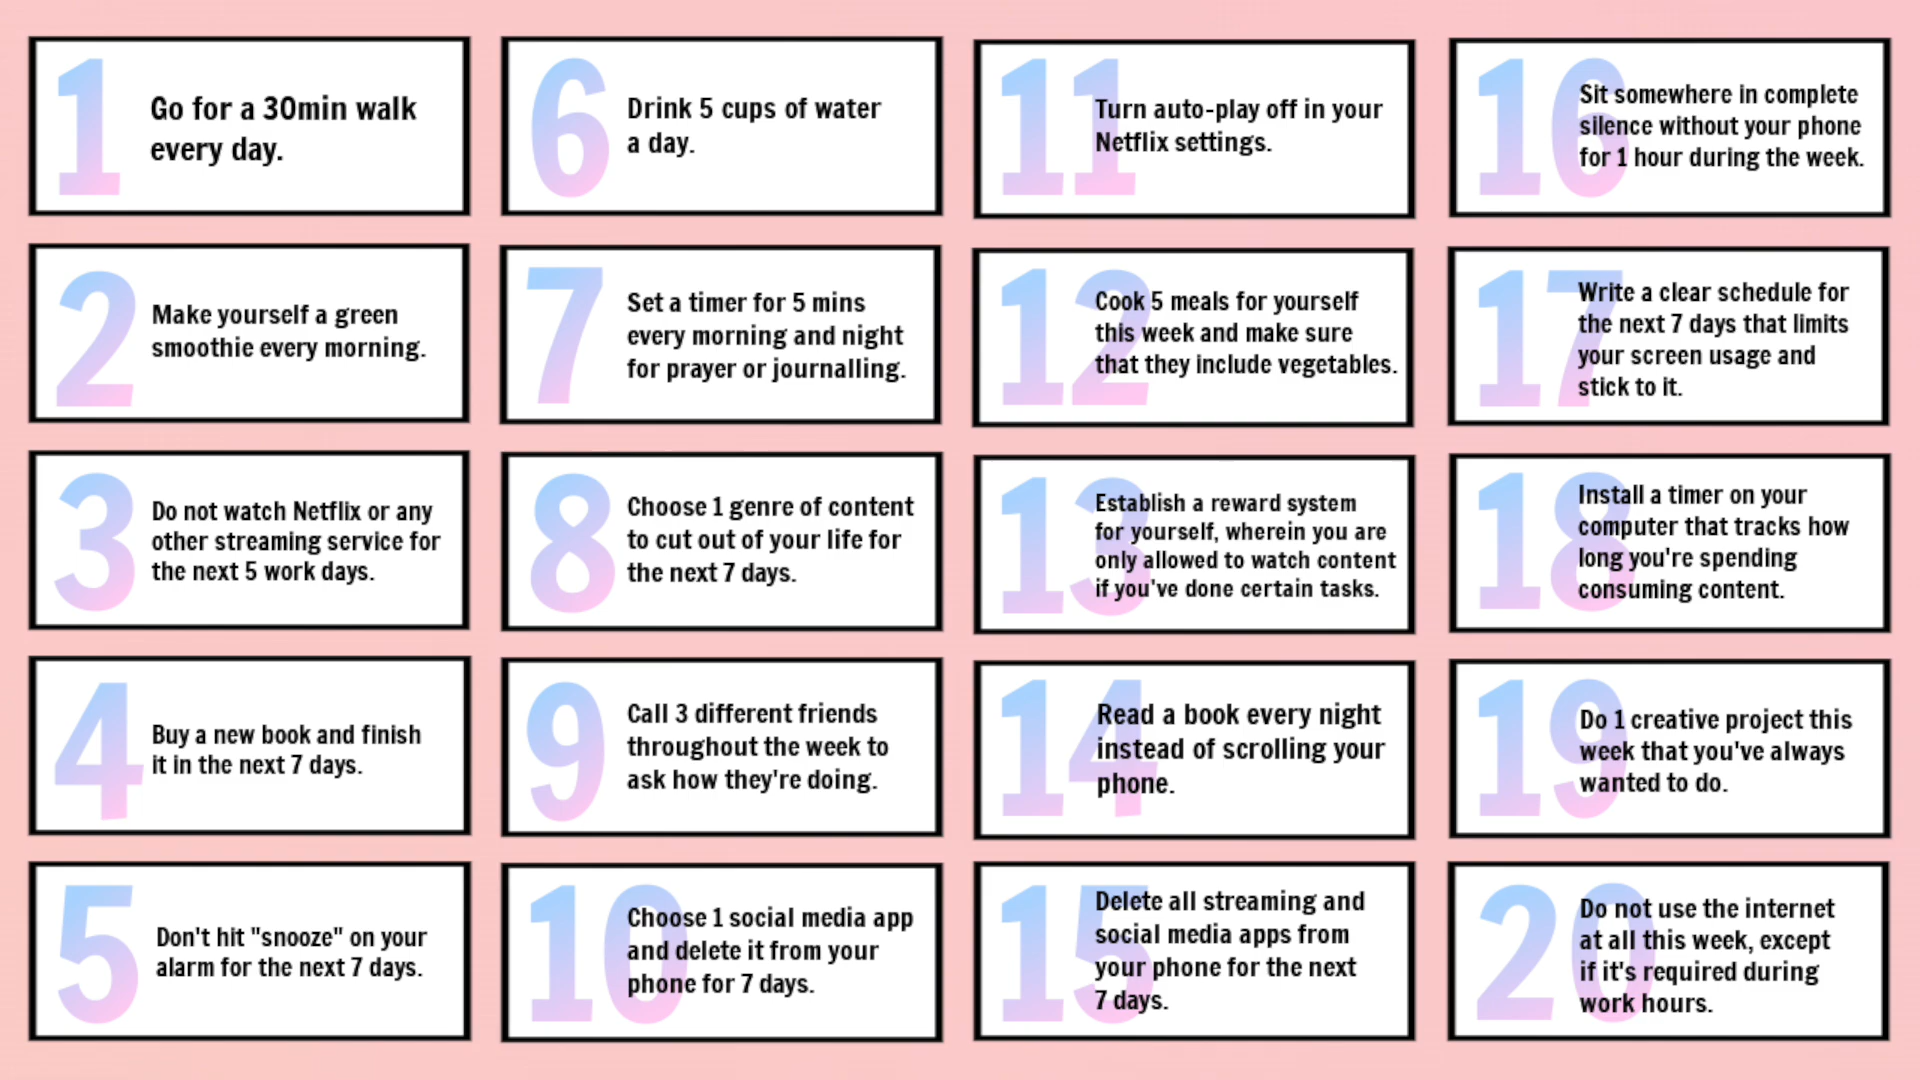 1
Go for a 30min walk
every day.
2
Make yourself a green
smoothie every morning.
3
Do not watch Netflix or any
other streaming service for
the next 5 work days.
4
Buy a new book and finish
it in the next 7 days.
5
Don't hit "snooze" on your
alarm for the next 7 days.
6
Drink 5 cups of water
a day.
7
Set a timer for 5 mins
every morning and night
for prayer or journalling.
8
Choose 1 genre of content
to cut out of your life for
the next 7 days.
9
Call 3 different friends
throughout the week to
ask how they're doing.
10
Choose 1 social media app
and delete it from your
phone for 7 days.
11
Turn auto-play off in your
Netflix settings.
12
Cook 5 meals for yourself
this week and make sure
that they include vegetables.
13
Establish a reward system
for yourself, wherein you are
only allowed to watch content
if you've done certain tasks.
14
Read a book every night
instead of scrolling your
phone.
15
Delete all streaming and
social media apps from
your phone for the next
7 days.
16
Sit somewhere in complete
silence without your phone
for 1 hour during the week.
17
Write a clear schedule for
the next 7 days that limits
your screen usage and
stick to it.
18
Install a timer on your
computer that tracks how
long you're spending
consuming content.
19
Do 1 creative project this
week that you've always
wanted to do.
20
Do not use the internet
at all this week, except
if it's required during
work hours.